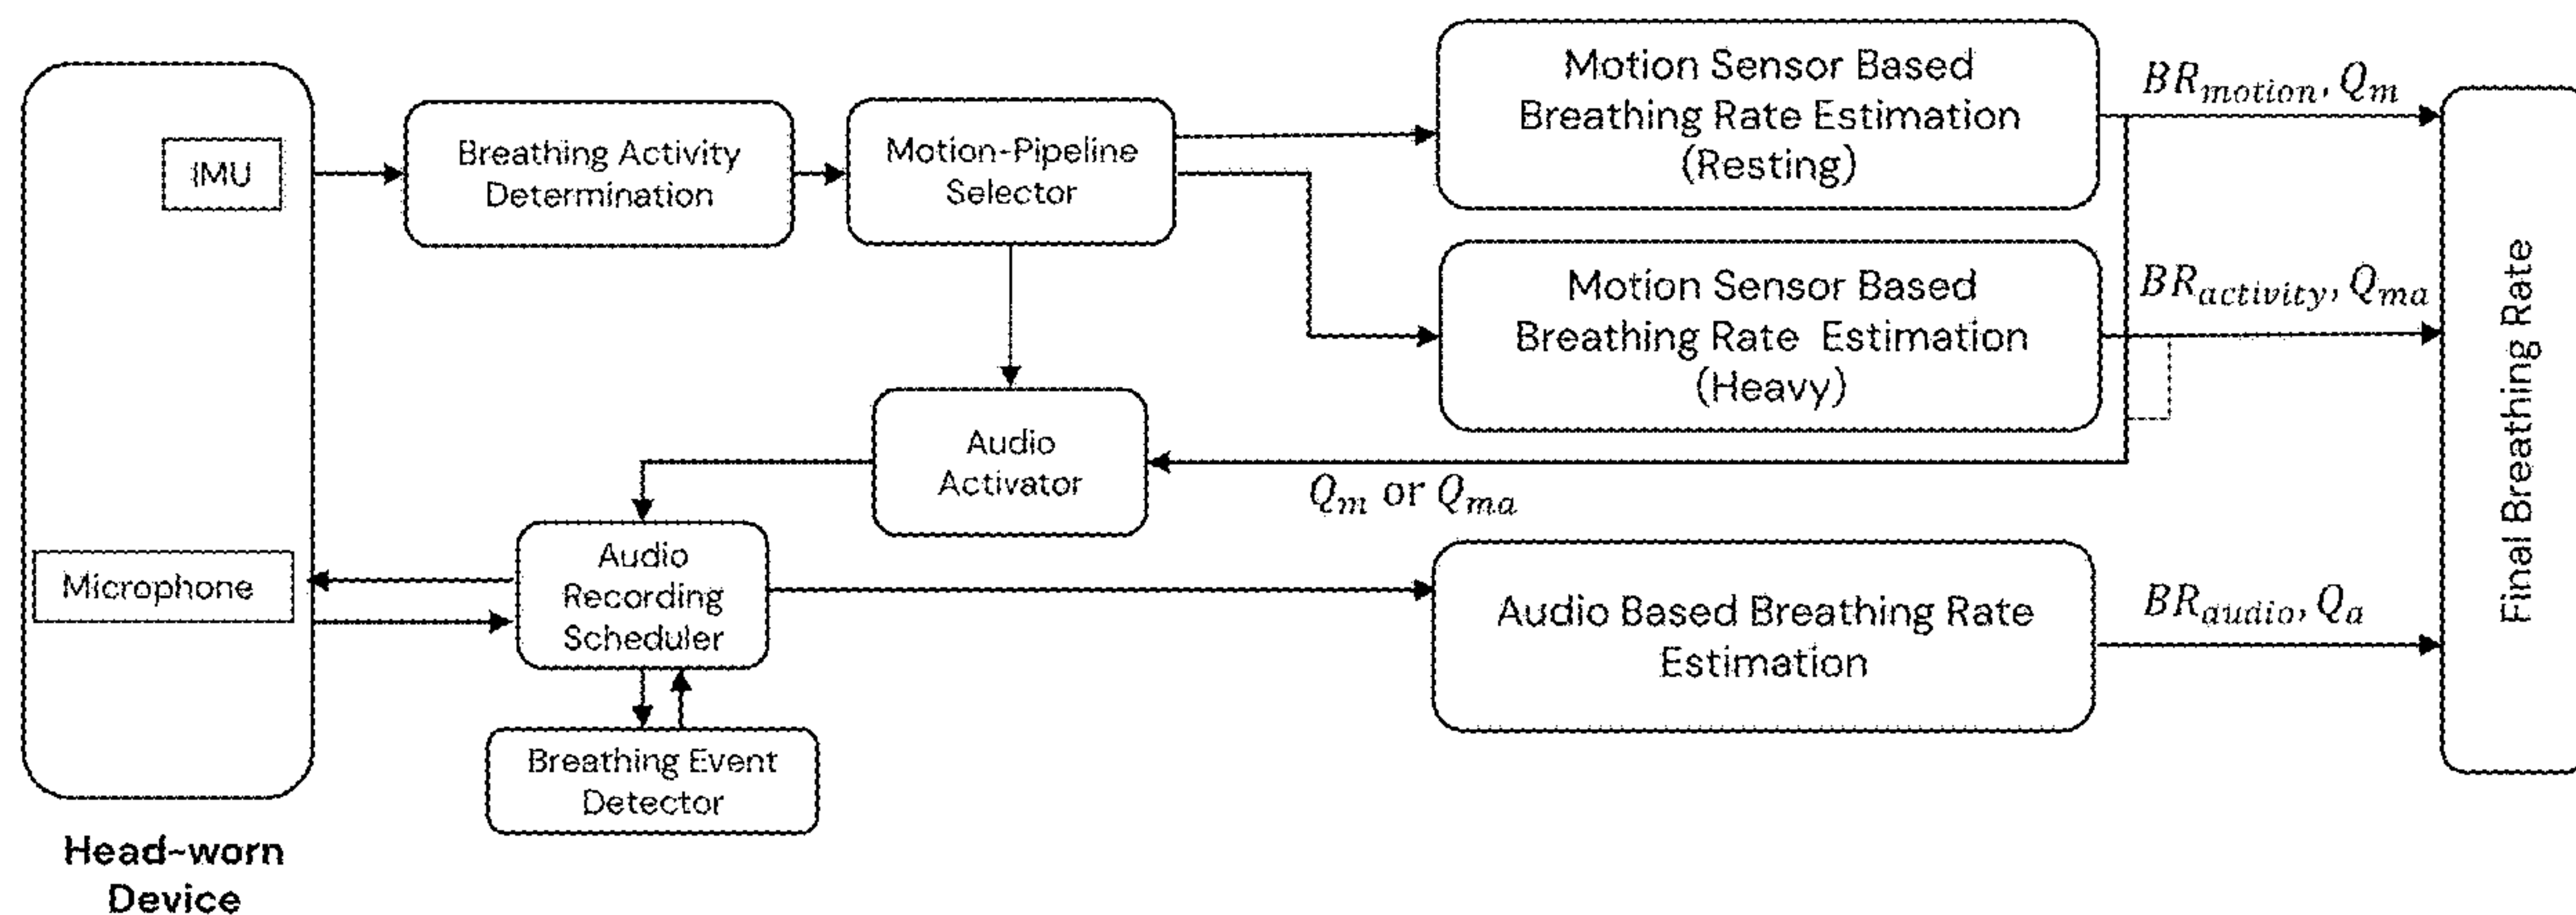 IMU
Microphone
Head-worn
Device
Breathing Activity
Determination
Motion-Pipeline
Selector
Motion Sensor Based
Breathing Rate Estimation
(Resting)
BR_motion, Q_m
Motion Sensor Based
Breathing Rate Estimation
(Heavy)
BR_activity, Q_ma
Audio
Activator
Q_m or Q_ma
Audio
Recording
Scheduler
Breathing Event
Detector
Audio Based Breathing Rate
Estimation
BR_audio, Q_a
Final Breathing Rate